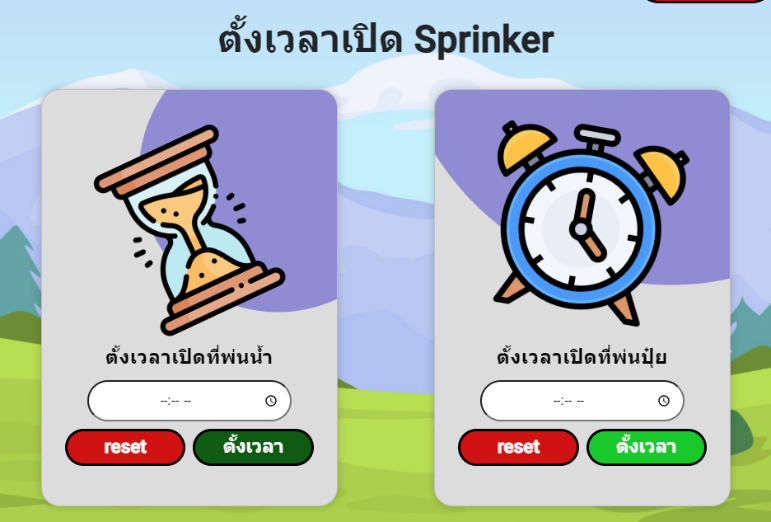 ตั้งเวลาเปิด Sprinker
ตั้งเวลาเปิดที่พ่นน้ำ
--:-- --
reset ตั้งเวลา
ตั้งเวลาเปิดที่พ่นปุ๋ย
--:-- --
reset ตั้งเวลา